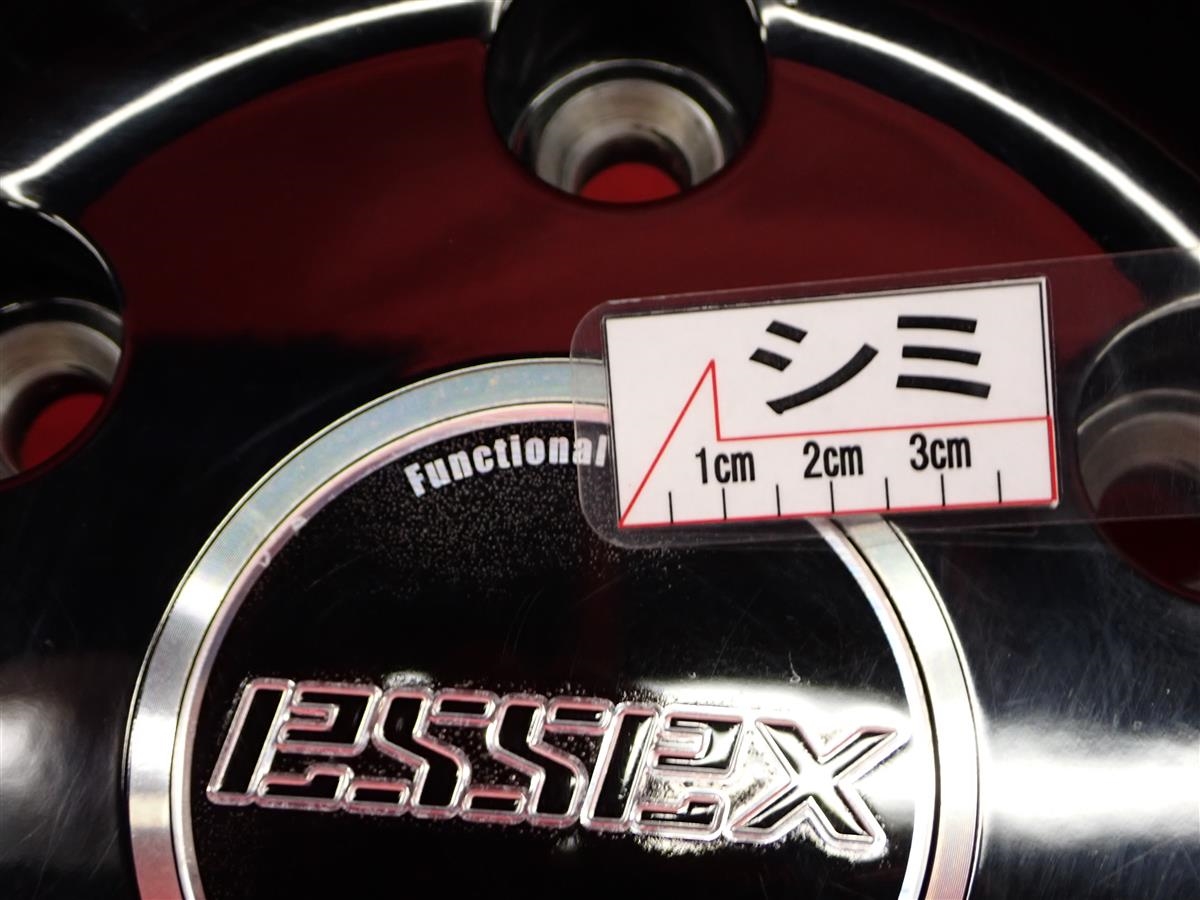 シミ
1cm 2cm 3cm
Functional
ESSEX